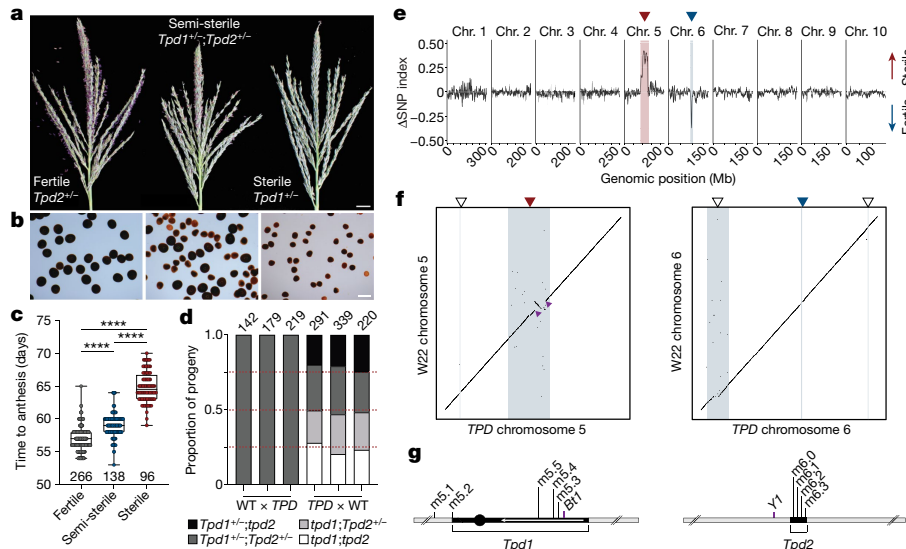 a
Semi-sterile
Tpd1+/−;Tpd2+/−
Fertile
Tpd2+/−
Sterile
Tpd1+/−
b
c
Time to anthesis (days)
75
70
65
60
55
50
****
**** ****
266 138 96
Fertile
Semi-sterile
Sterile
d
Proportion of progeny
1.0
0.5
0
142 179 219 291 339 220
WT × TPD
TPD × WT
Tpd1+/−;tpd2
Tpd1+/−;Tpd2+/−
tpd1;Tpd2+/−
tpd1;tpd2
e
Chr. 1 Chr. 2 Chr. 3 Chr. 4 Chr. 5 Chr. 6 Chr. 7 Chr. 8 Chr. 9 Chr. 10
ΔSNP index
0.50
0.25
0
−0.25
−0.50
0 300 0 200 0 200 0 250 0 200 0 150 0 150 0 150 0 150 0 100
Genomic position (Mb)
f
W22 chromosome 5
TPD chromosome 5
W22 chromosome 6
TPD chromosome 6
g
m5.1
m5.2
m5.5
m5.4
m5.3
Bt1
Tpd1
Y1
m6.0
m6.1
m6.2
m6.3
Tpd2